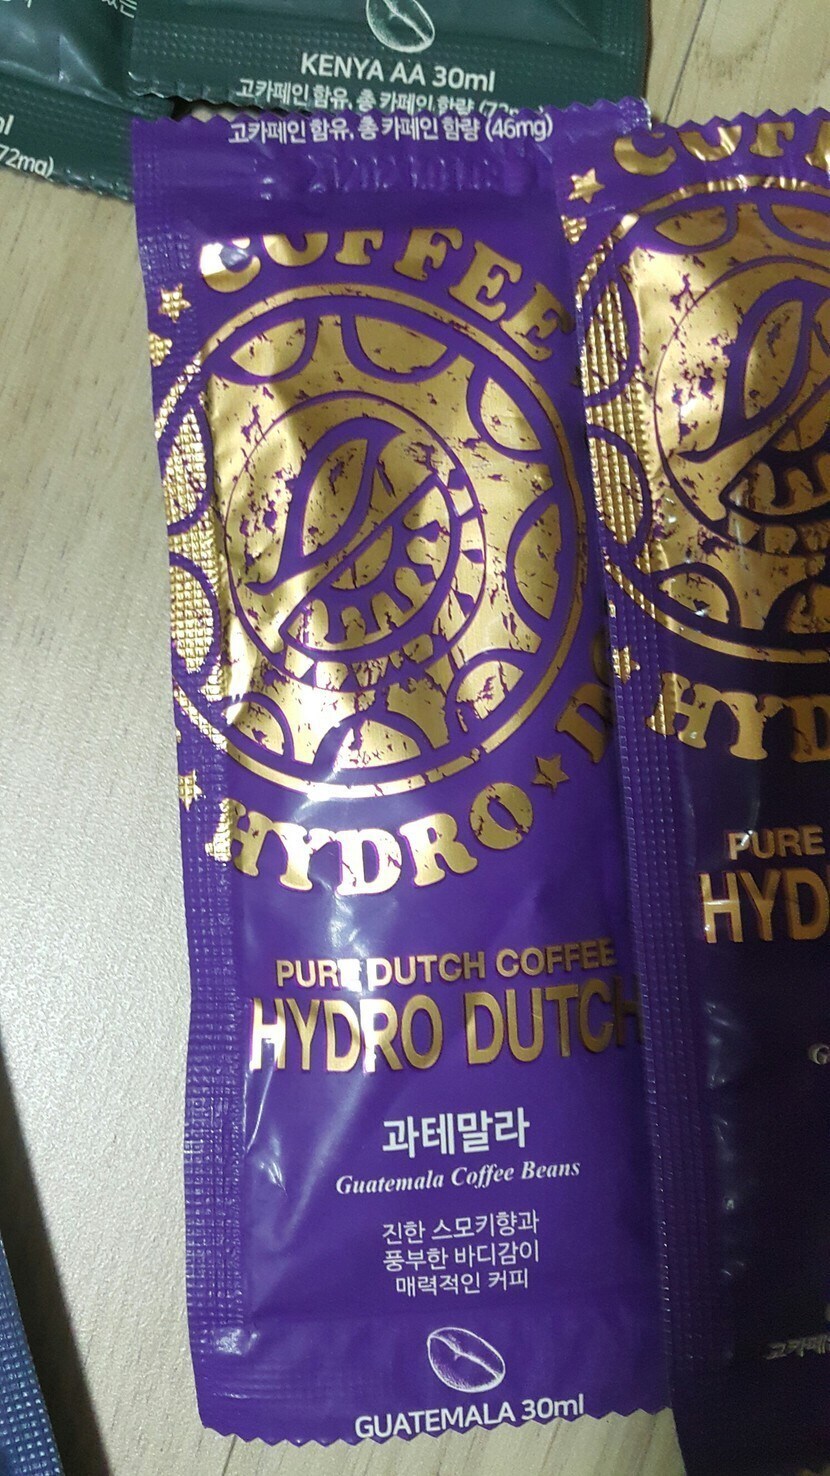 KENYA AA 30ml
고카페인 함유, 총 카페인 함량
72mg)
고카페인 함유, 총 카페인 함량 (46mg)
COFFEE
HYDRO
PURE DUTCH COFFEE
HYDRO DUTCH
과테말라
Guatemala Coffee Beans
진한 스모키향과
풍부한 바디감이
매력적인 커피
GUATEMALA 30ml
PURE